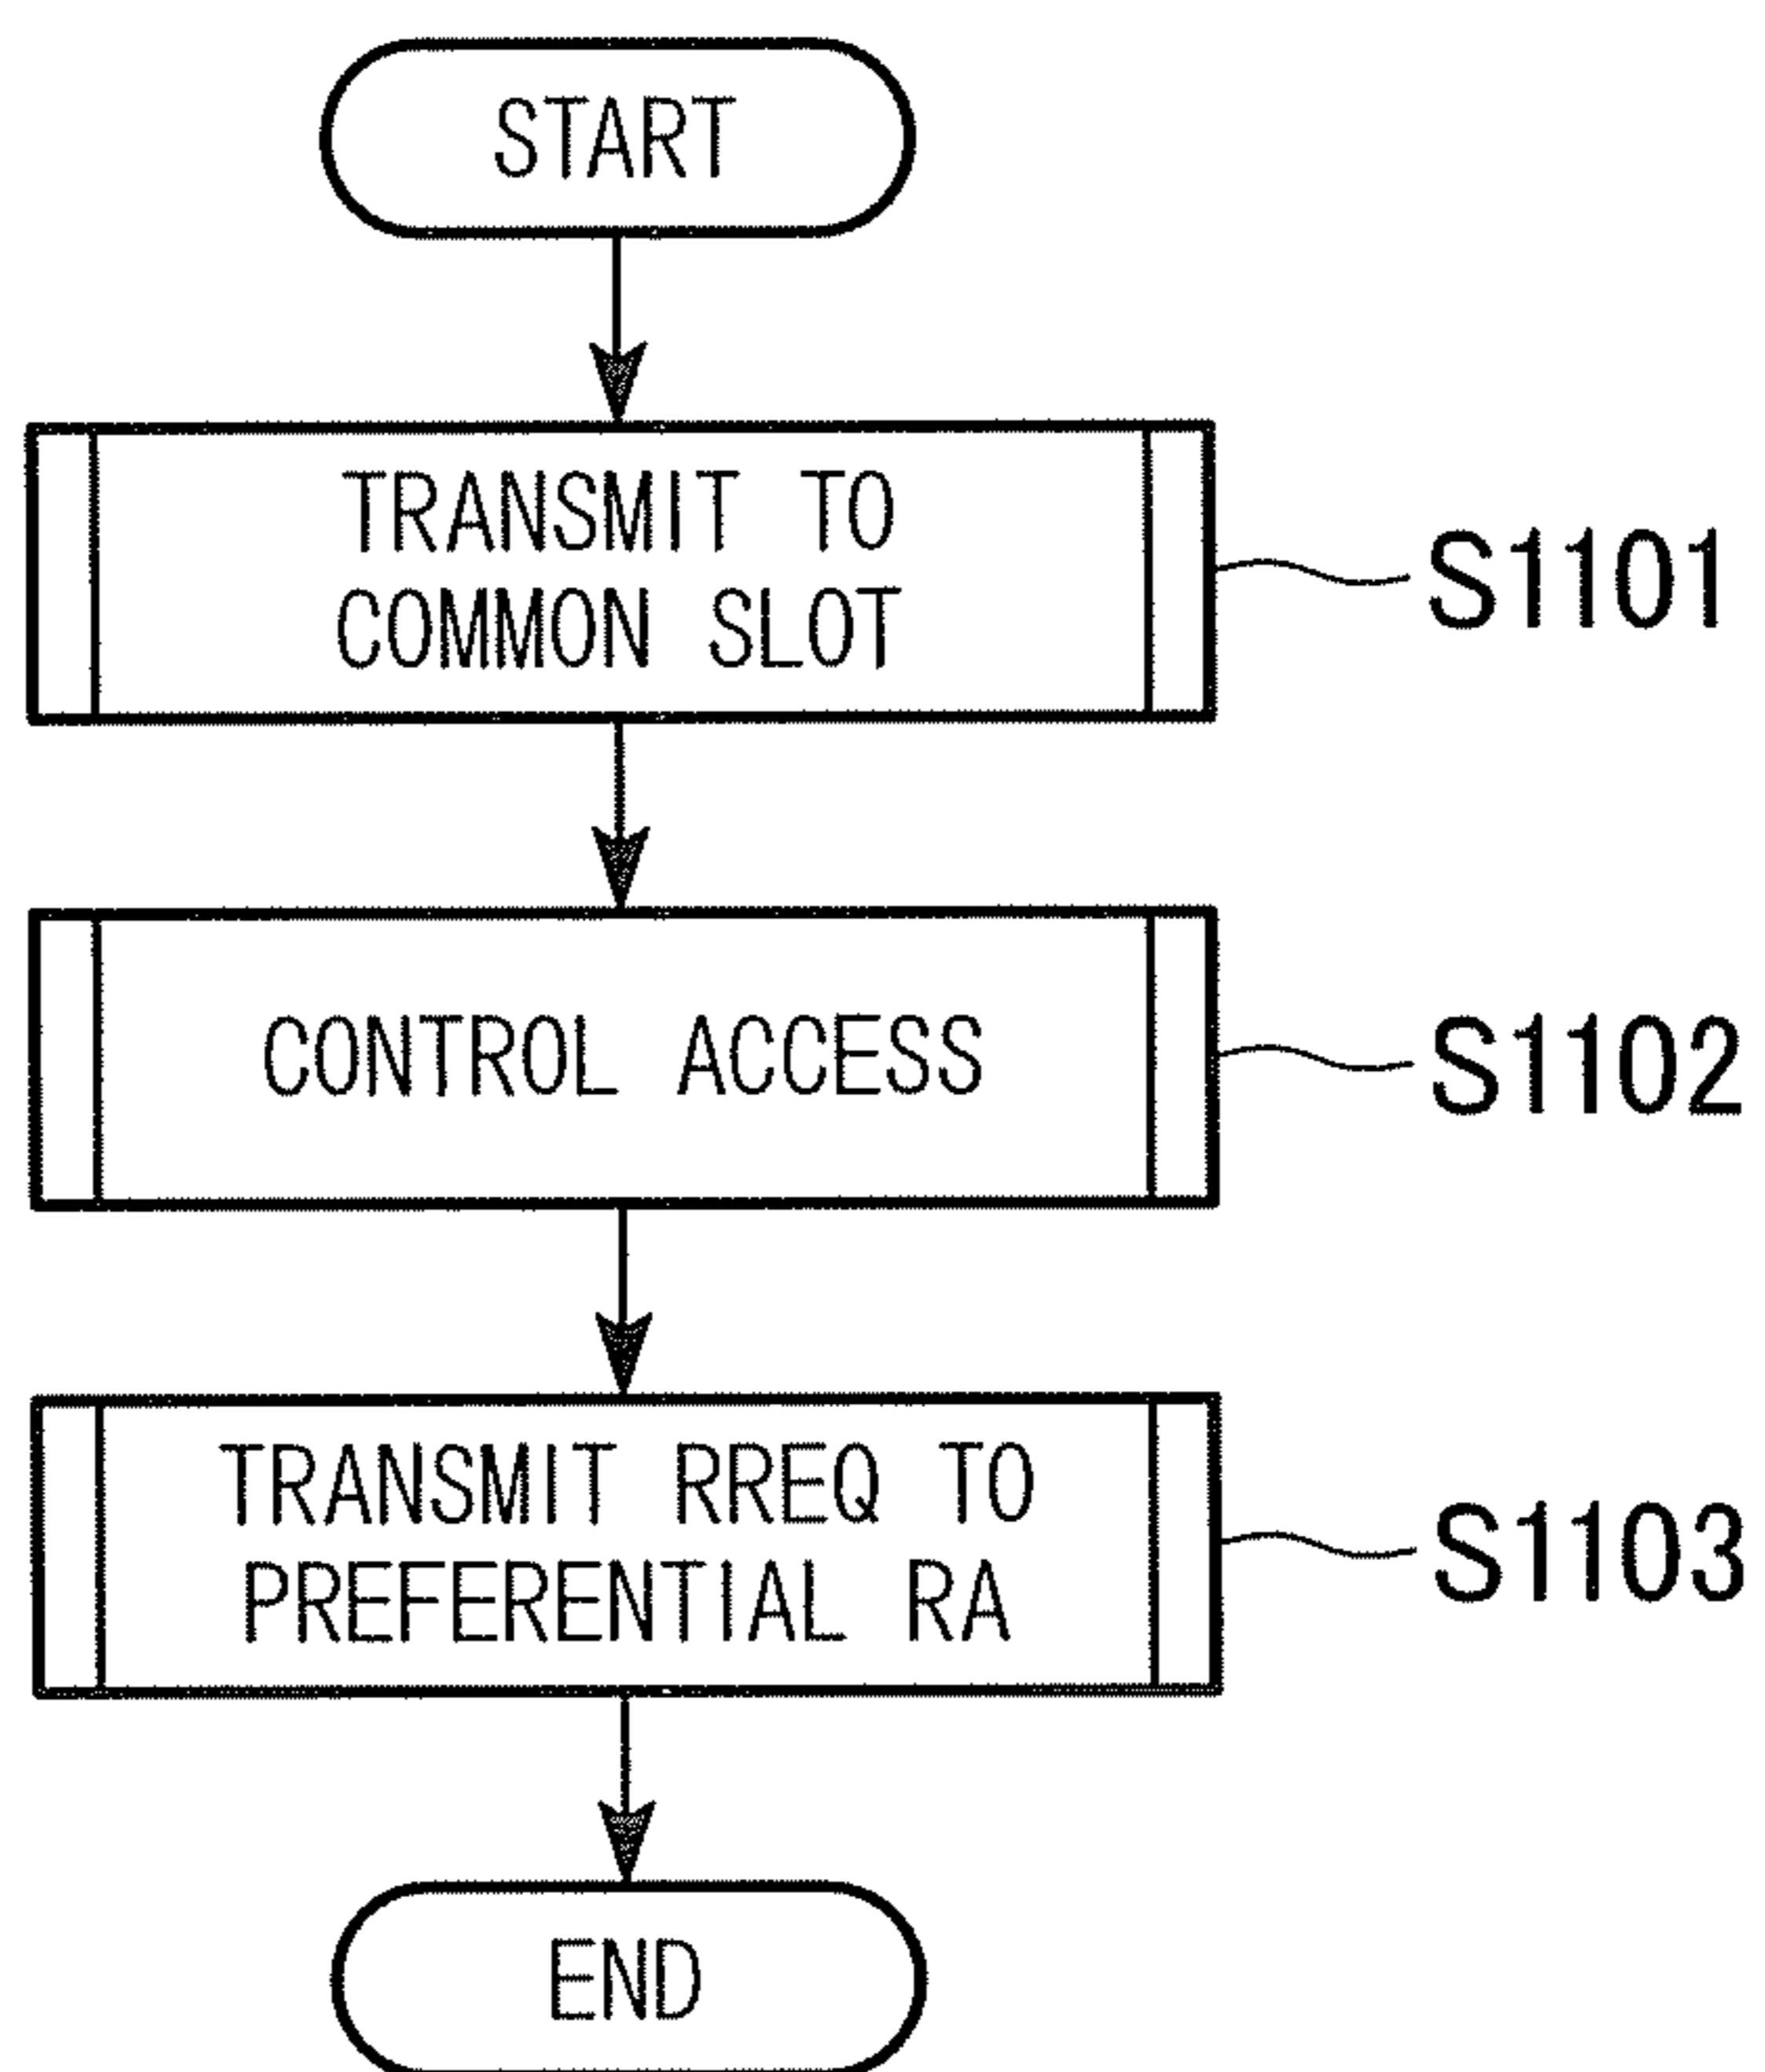 START
TRANSMIT TO
COMMON SLOT
S1101
CONTROL ACCESS
S1102
TRANSMIT RREQ TO
PREFERENTIAL RA
S1103
END